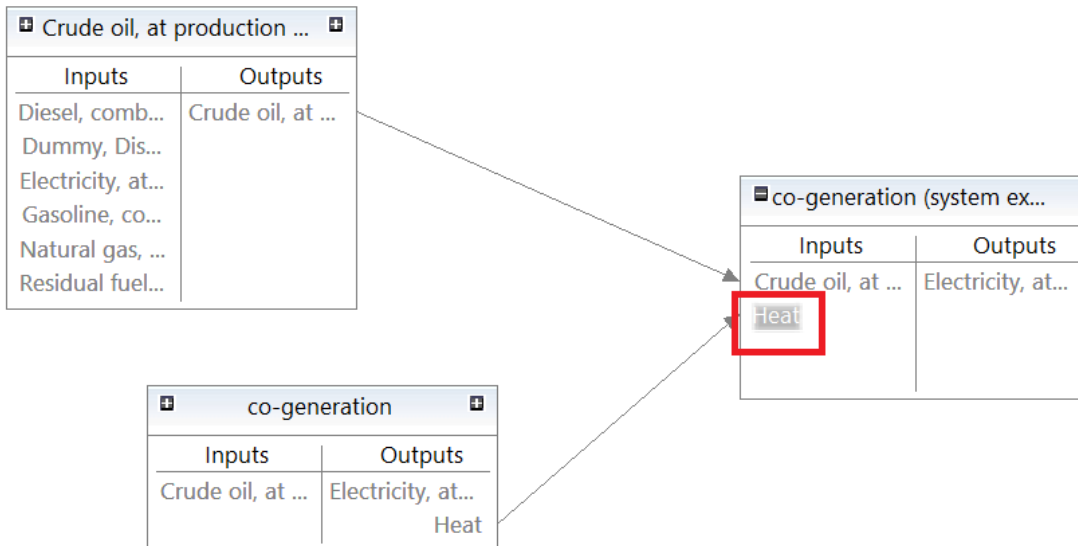 Crude oil, at production ...
Inputs Outputs
Diesel, comb... Crude oil, at ...
Dummy, Dis...
Electricity, at...
Gasoline, co...
Natural gas, ...
Residual fuel...
co-generation (system ex...
Inputs Outputs
Crude oil, at ... Electricity, at...
Heat
co-generation
Inputs Outputs
Crude oil, at ... Electricity, at...
Heat